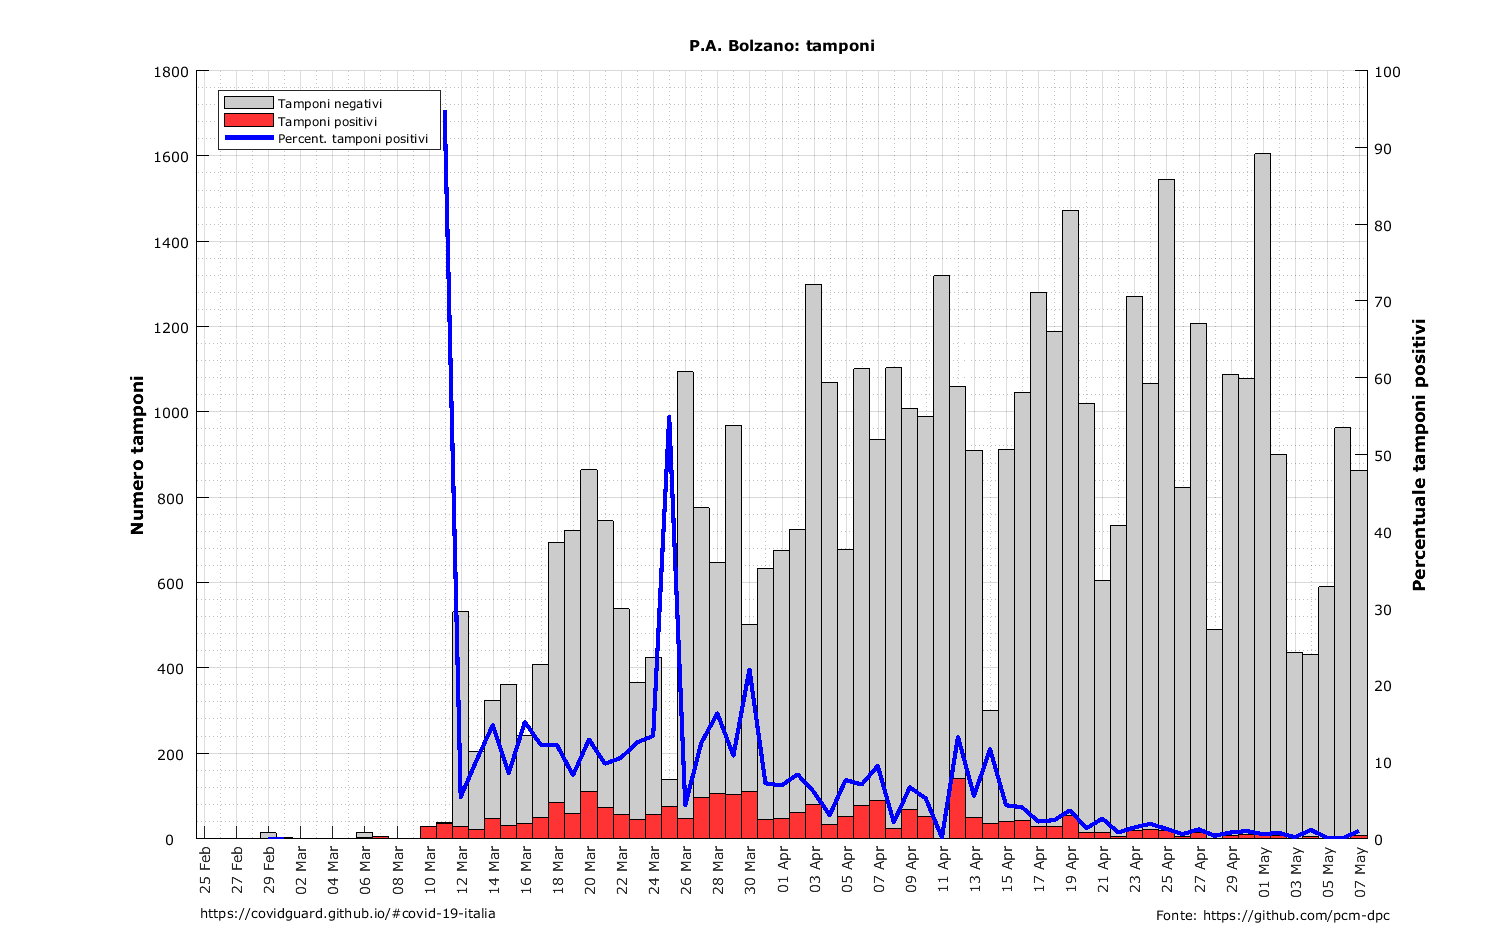 P.A. Bolzano: tamponi
Tamponi negativi
Tamponi positivi
Percent. tamponi positivi
Numero tamponi
1800
1600
1400
1200
1000
800
600
400
200
0
Percentuale tamponi positivi
100
90
80
70
60
50
40
30
20
10
0
25 Feb
27 Feb
29 Feb
02 Mar
04 Mar
06 Mar
08 Mar
10 Mar
12 Mar
14 Mar
16 Mar
18 Mar
20 Mar
22 Mar
24 Mar
26 Mar
28 Mar
30 Mar
01 Apr
03 Apr
05 Apr
07 Apr
09 Apr
11 Apr
13 Apr
15 Apr
17 Apr
19 Apr
21 Apr
23 Apr
25 Apr
27 Apr
29 Apr
01 May
03 May
05 May
07 May
https://covidguard.github.io/#covid-19-italia
Fonte: https://github.com/pcm-dpc